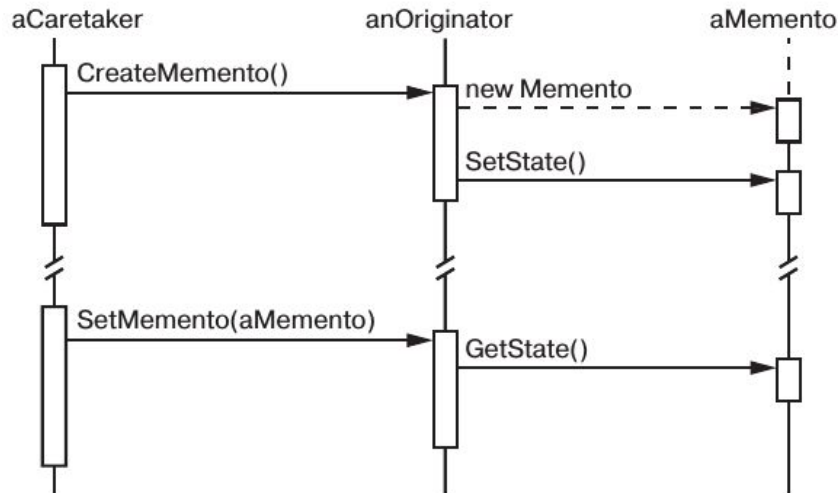 aCaretaker
anOriginator
aMemento
CreateMemento()
new Memento
SetState()
SetMemento(aMemento)
GetState()